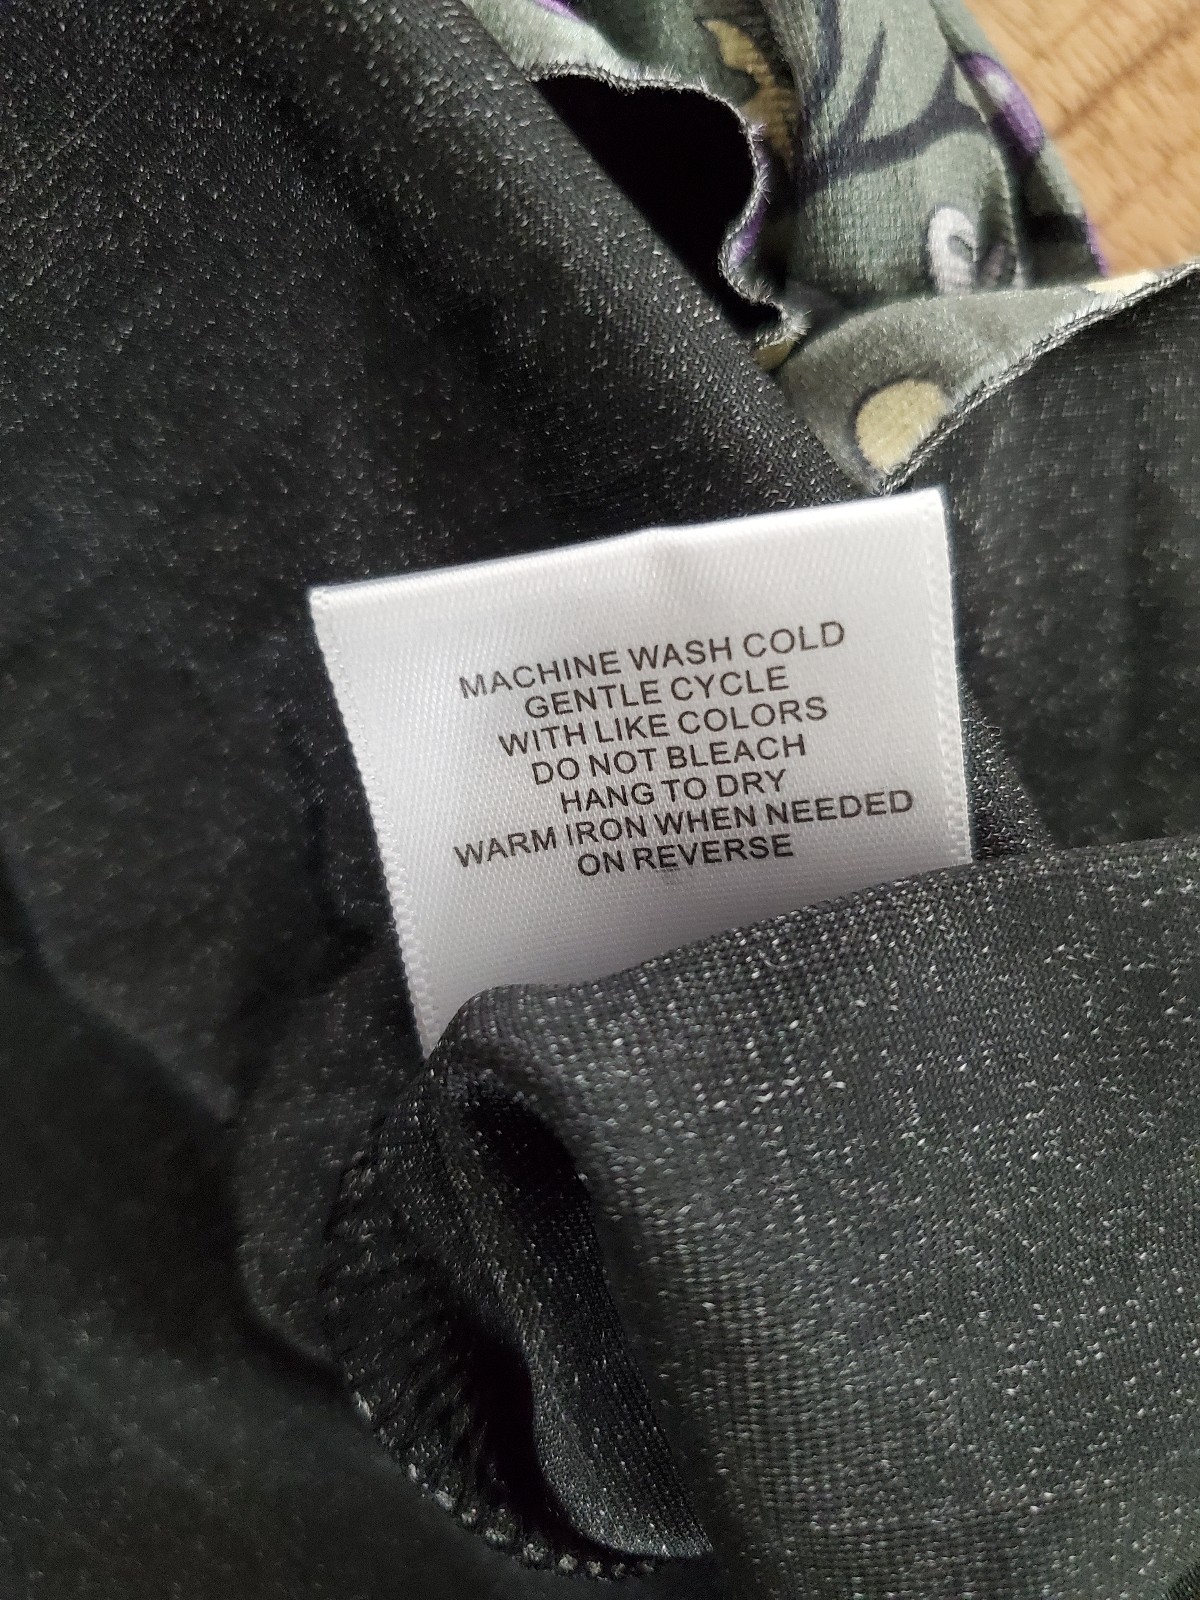 MACHINE WASH COLD
GENTLE CYCLE
WITH LIKE COLORS
DO NOT BLEACH
HANG TO DRY
WARM IRON WHEN NEEDED
ON REVERSE